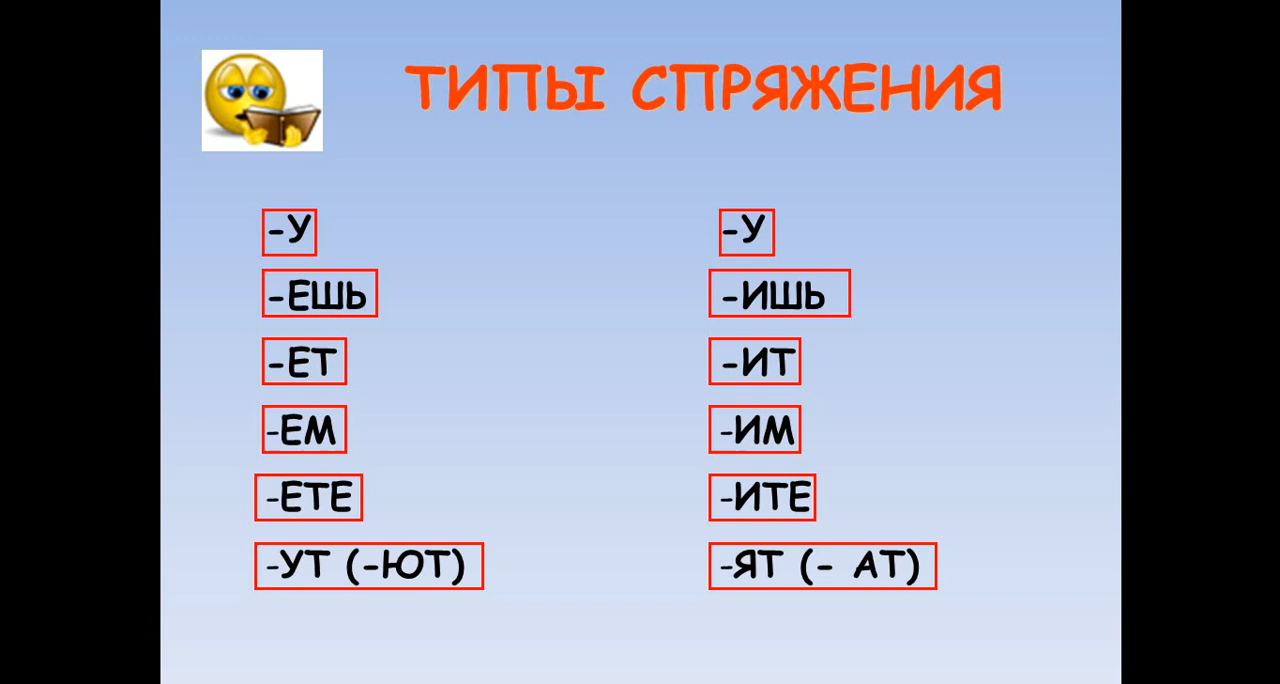 ТИПЫ СПРЯЖЕНИЯ
-У -У
-ЕШЬ -ИШЬ
-ЕТ -ИТ
-ЕМ -ИМ
-ЕТЕ -ИТЕ
-УТ (-ЮТ) -ЯТ (- АТ)